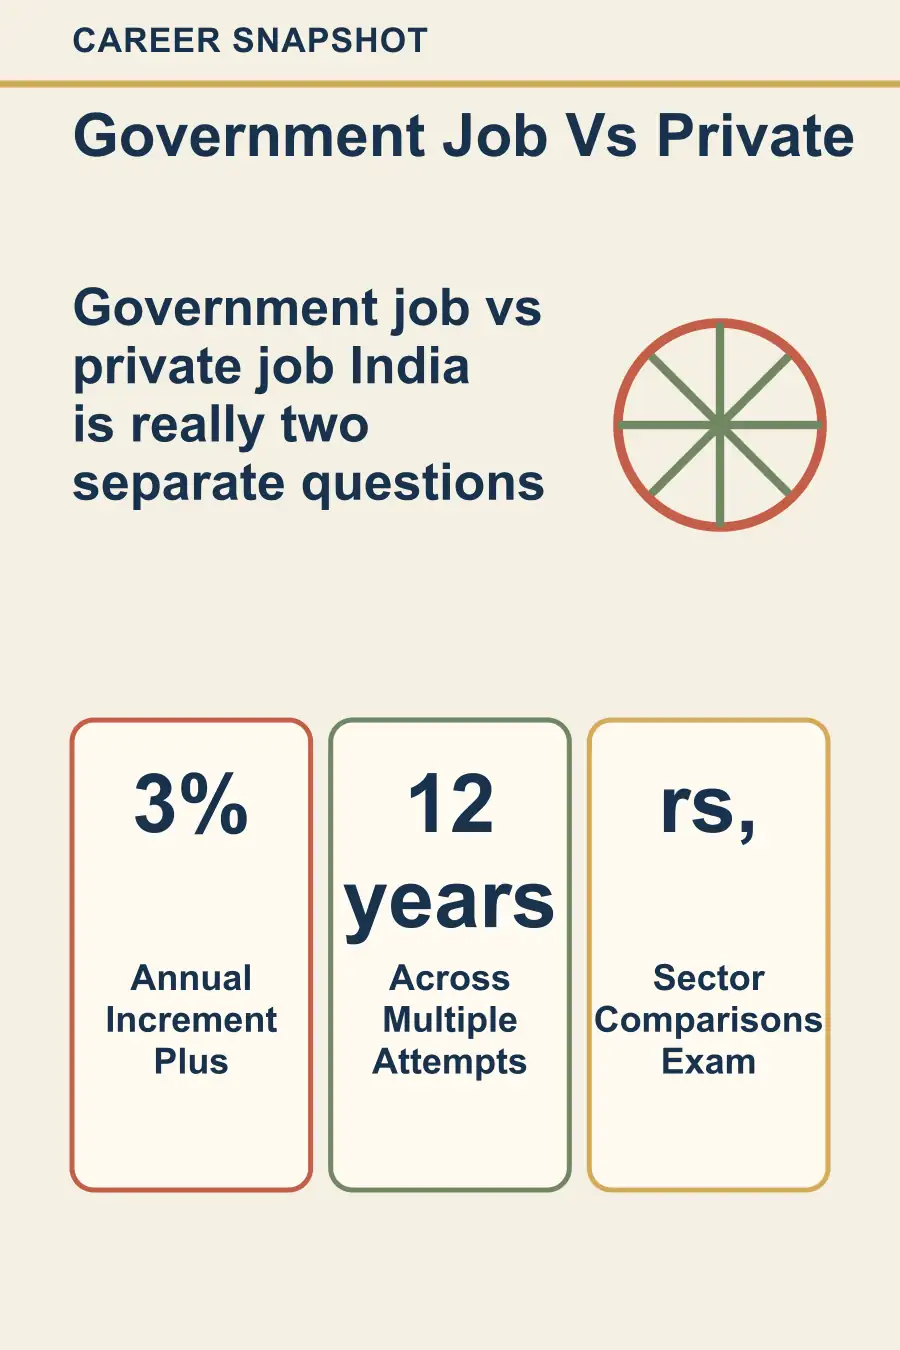 CAREER SNAPSHOT
Government Job Vs Private
Government job vs
private job India
is really two
separate questions
3%
Annual
Increment
Plus
12
years
Across
Multiple
Attempts
rs,
Sector
Comparisons
Exam